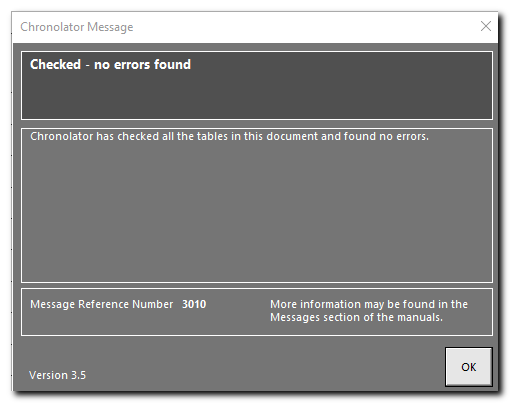 Chronolator Message
Checked - no errors found
Chronolator has checked all the tables in this document and found no errors.
Message Reference Number 3010
More information may be found in the
Messages section of the manuals.
Version 3.5
OK